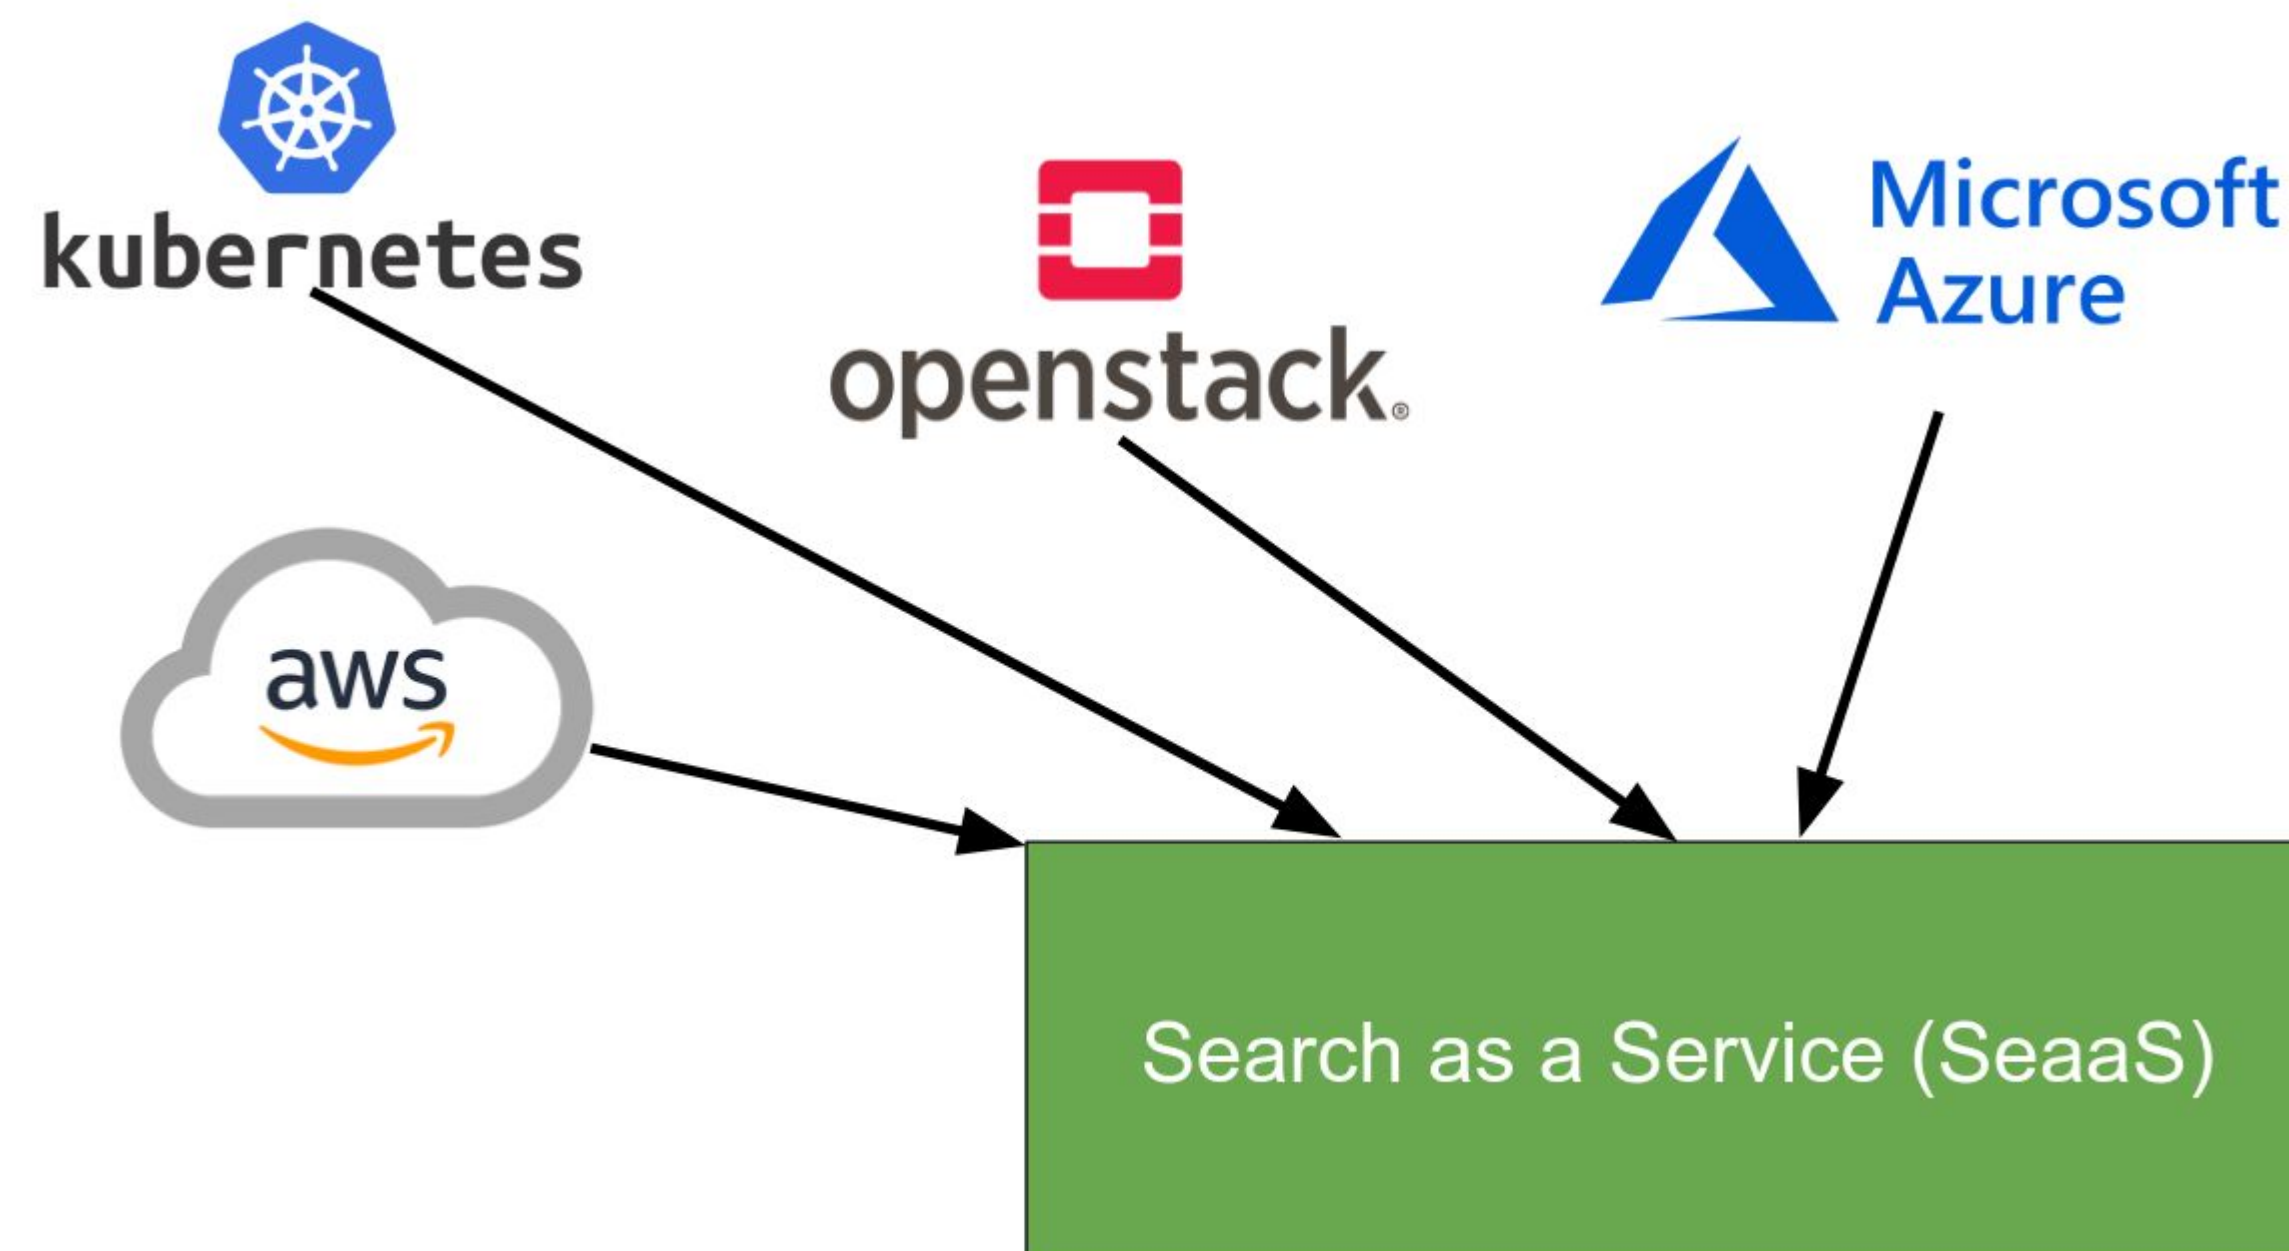 kubernetes
openstack®
Microsoft
Azure
aws
Search as a Service (SeaaS)